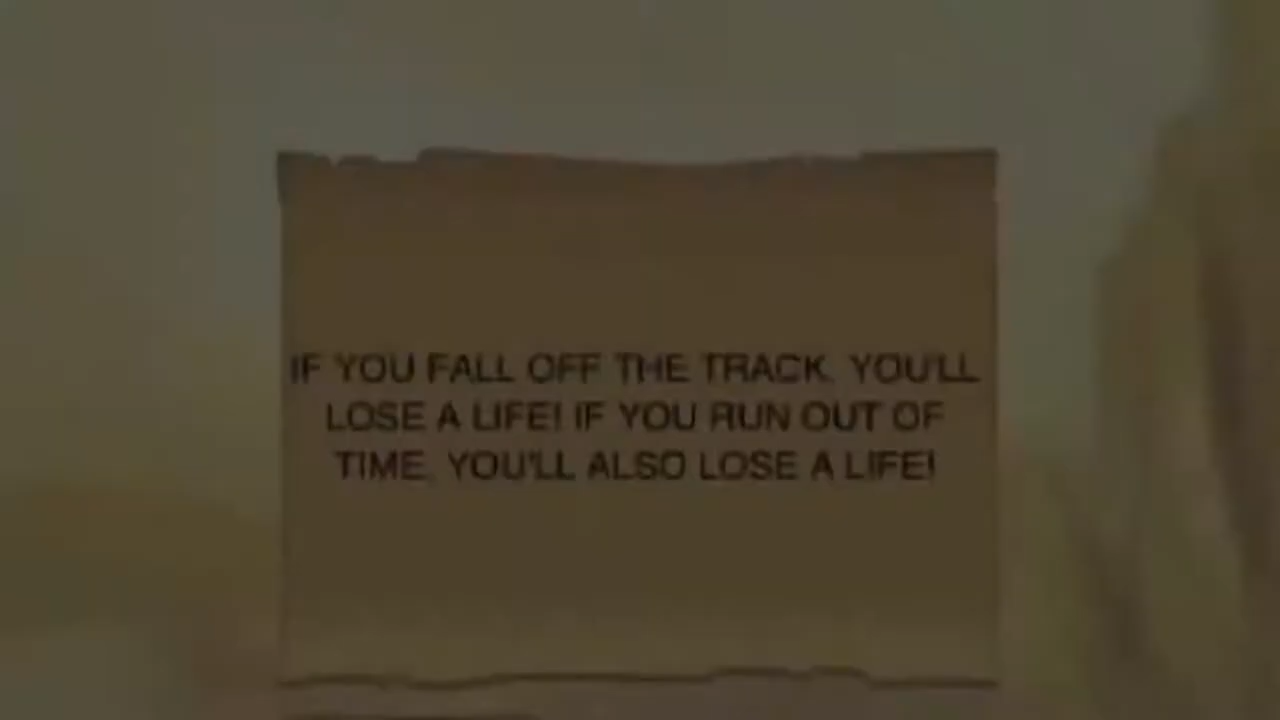 IF YOU FALL OFF THE TRACK, YOU'LL
LOSE A LIFE! IF YOU RUN OUT OF
TIME, YOU'LL ALSO LOSE A LIFE!